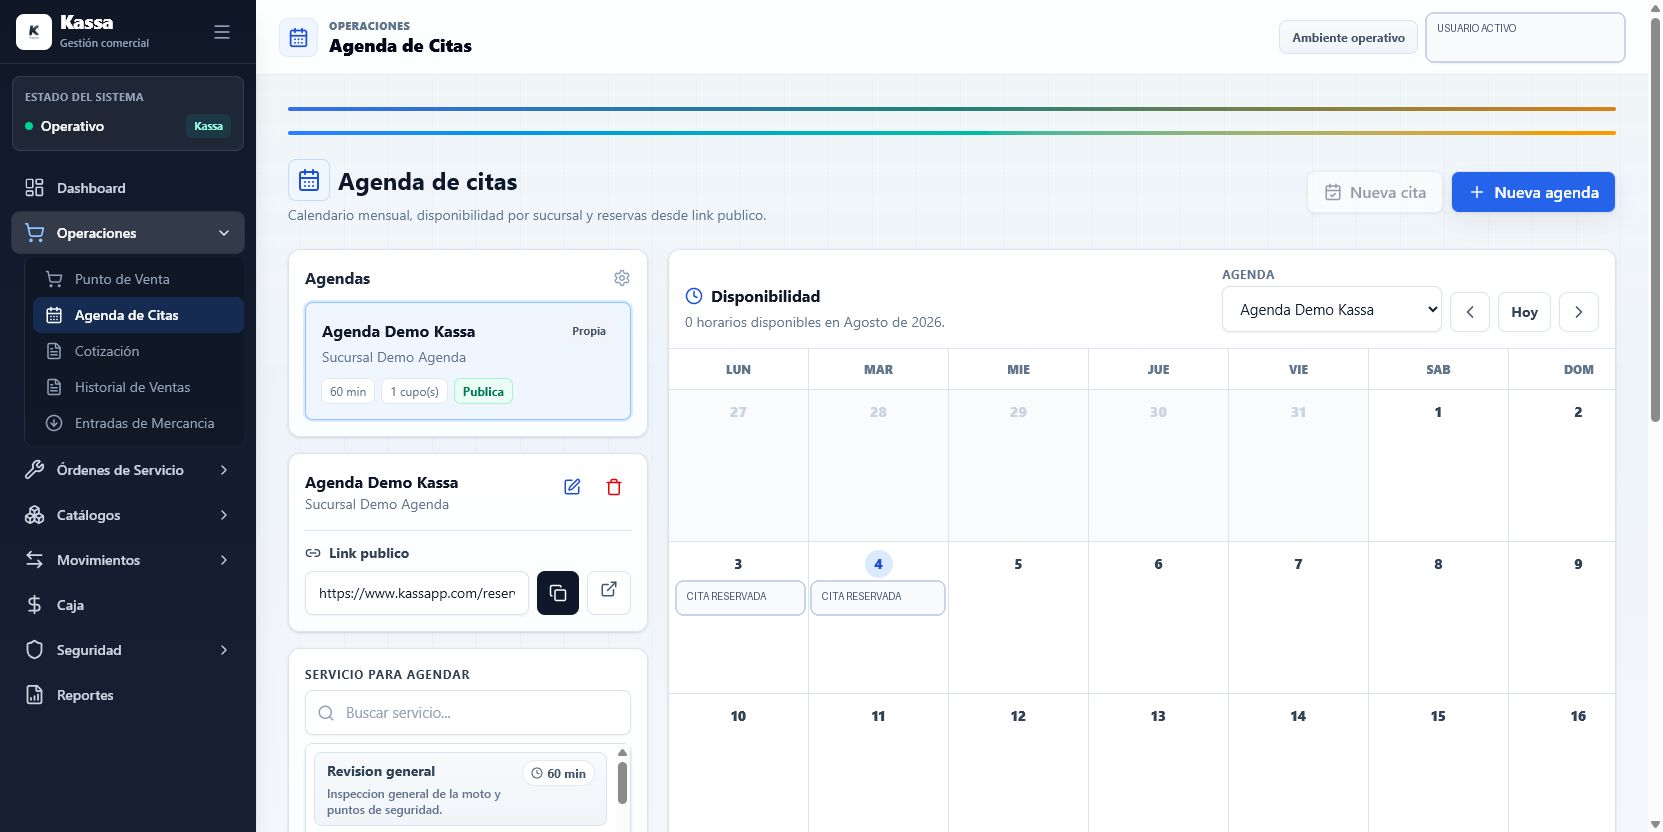 K
Kassa
Gestión comercial
ESTADO DEL SISTEMA
Operativo
Kassa
Dashboard
Operaciones
Punto de Venta
Agenda de Citas
Cotización
Historial de Ventas
Entradas de Mercancia
Órdenes de Servicio
Catálogos
Movimientos
Caja
Seguridad
Reportes
OPERACIONES
Agenda de Citas
Ambiente operativo
USUARIO ACTIVO
Agenda de citas
Calendario mensual, disponibilidad por sucursal y reservas desde link publico.
Nueva cita
+ Nueva agenda
Agendas
Agenda Demo Kassa
Propia
Sucursal Demo Agenda
60 min
1 cupo(s)
Publica
Agenda Demo Kassa
Sucursal Demo Agenda
Link publico
https://www.kassapp.com/reser
SERVICIO PARA AGENDAR
Buscar servicio...
Revision general
60 min
Inspeccion general de la moto y
puntos de seguridad.
Disponibilidad
0 horarios disponibles en Agosto de 2026.
AGENDA
Agenda Demo Kassa
Hoy
LUN MAR MIE JUE VIE SAB DOM
27 28 29 30 31 1 2
3 4 5 6 7 8 9
CITA RESERVADA CITA RESERVADA
10 11 12 13 14 15 16